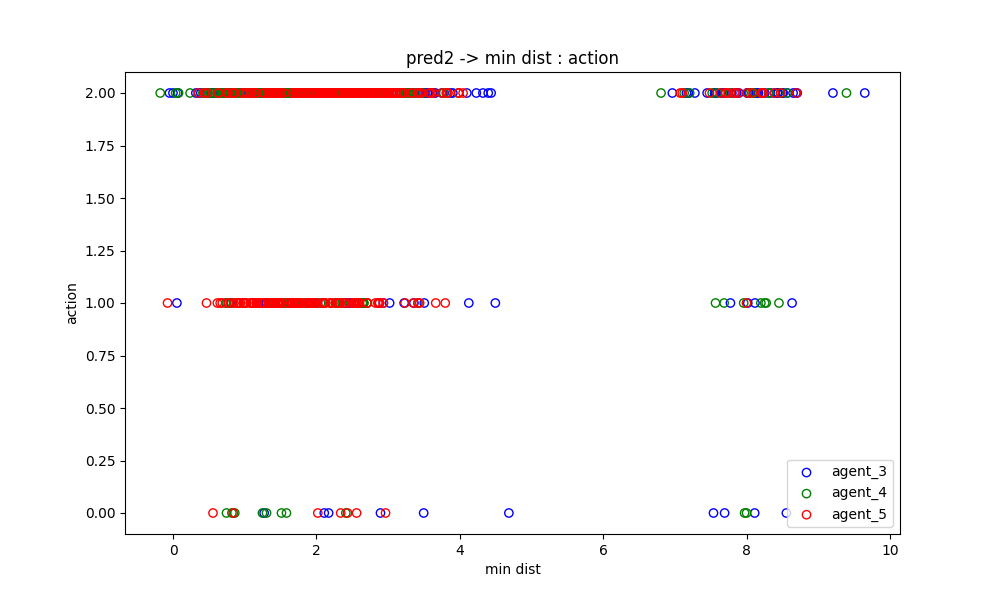 pred2 -> min dist : action
2.00
1.75
1.50
1.25
1.00
0.75
0.50
0.25
0.00
action
agent_3
agent_4
agent_5
0 2 4 6 8 10
min dist